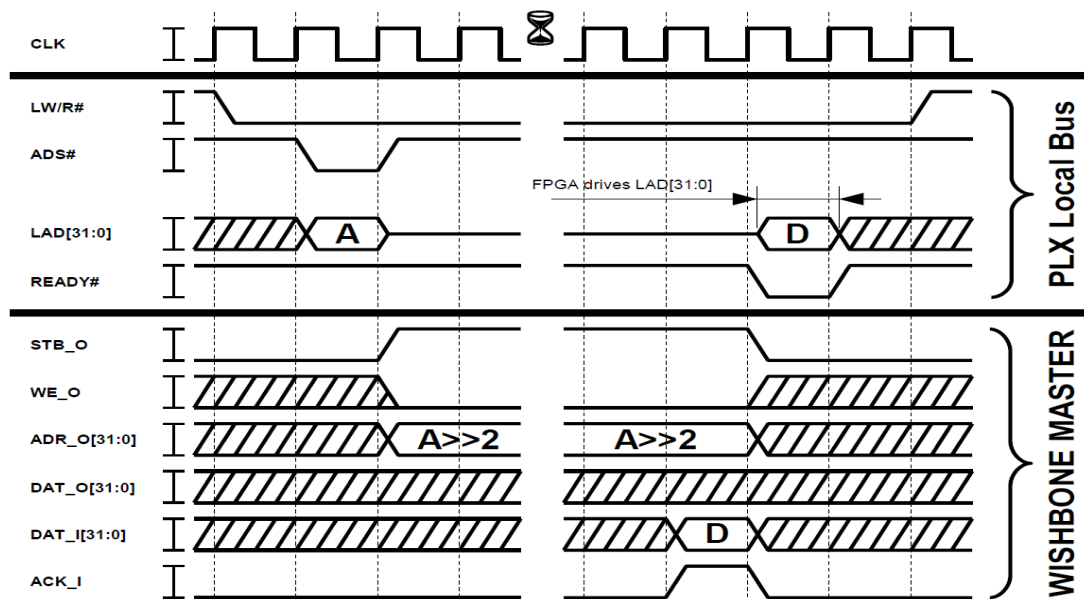 CLK
LW/R#
ADS#
FPGA drives LAD[31:0]
LAD[31:0]
A
D
READY#
PLX Local Bus
STB_O
WE_O
ADR_O[31:0]
A>>2
A>>2
DAT_O[31:0]
DAT_I[31:0]
D
ACK_I
WISHBONE MASTER